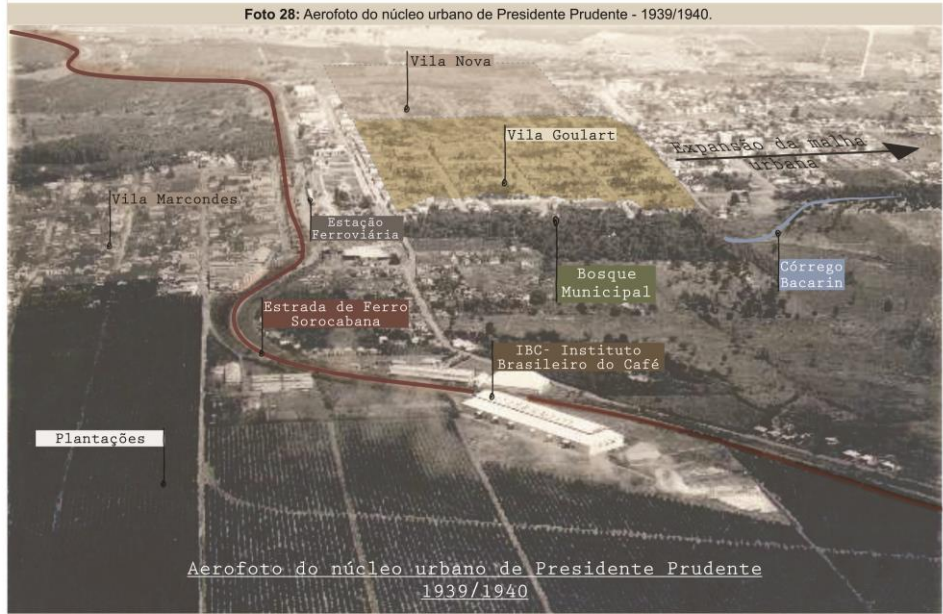 Foto 28: Aerofoto do núcleo urbano de Presidente Prudente - 1939/1940.
Vila Nova
Vila Goulart
Expansão da malha
urbana
Vila Marcondes
Estação
Ferroviária
Bosque
Municipal
Córrego
Bacarin
Estrada de Ferro
Sorocabana
IBC- Instituto
Brasileiro do Café
Plantações
Aerofoto do núcleo urbano de Presidente Prudente
1939/1940